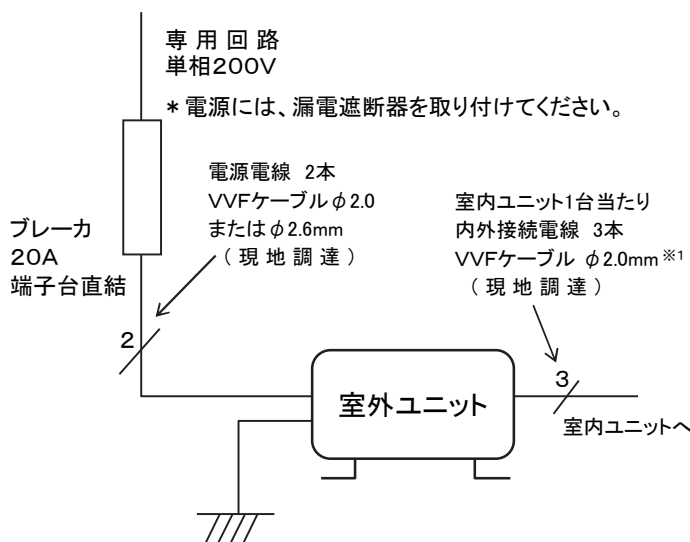 専用回路
単相200V
*電源には、漏電遮断器を取り付けてください。
ブレーカ
20A
端子台直結
電源電線 2本
VVFケーブルφ2.0
またはφ2.6mm
(現地調達)
室内ユニット1台当たり
内外接続電線 3本
VVFケーブル φ2.0mm※1
(現地調達)
2
3
室外ユニット
室内ユニットへ